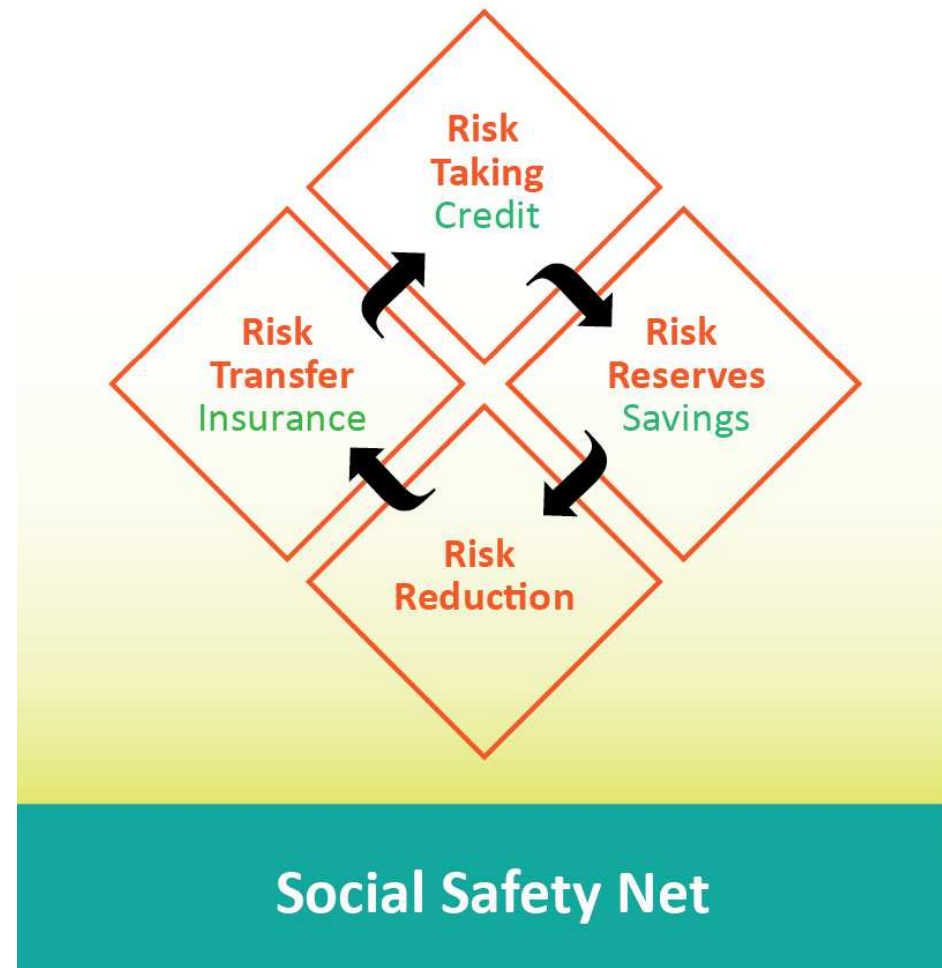 Risk
Taking
Credit
Risk
Transfer
Insurance
Risk
Reserves
Savings
Risk
Reduction
Social Safety Net